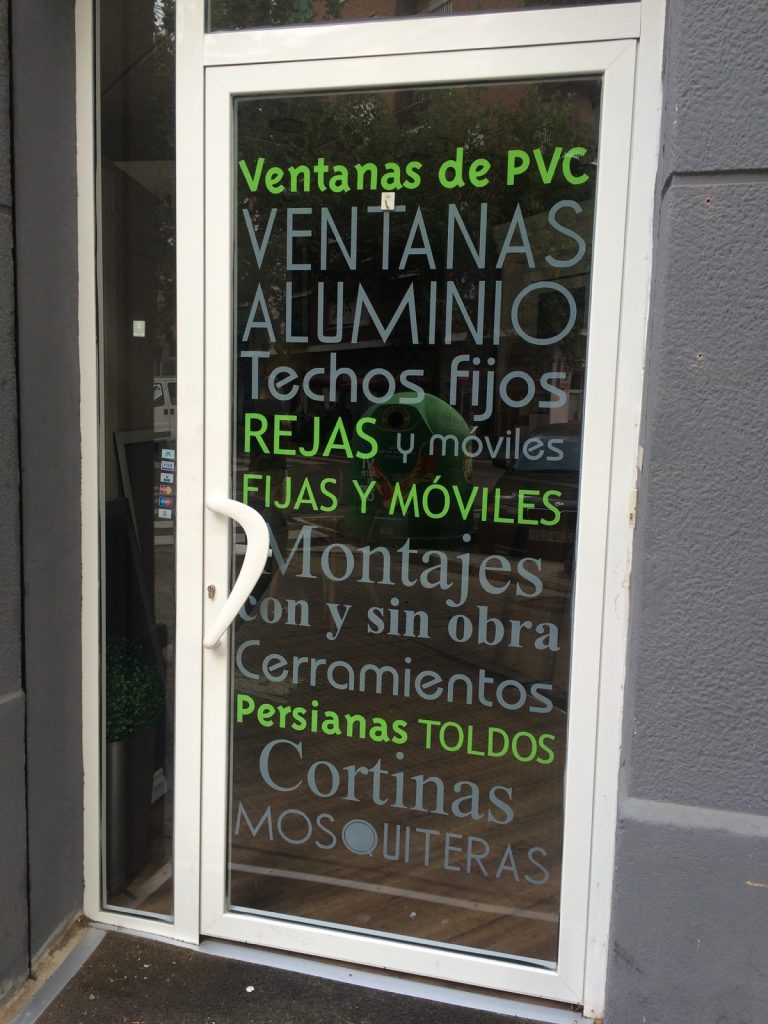 Ventanas de PVC
VENTANAS
ALUMINIO
Techos fijos
REJAS y móviles
FIJAS Y MÓVILES
Montajes
con y sin obra
Cerramientos
Persianas TOLDOS
Cortinas
MOSQUITERAS